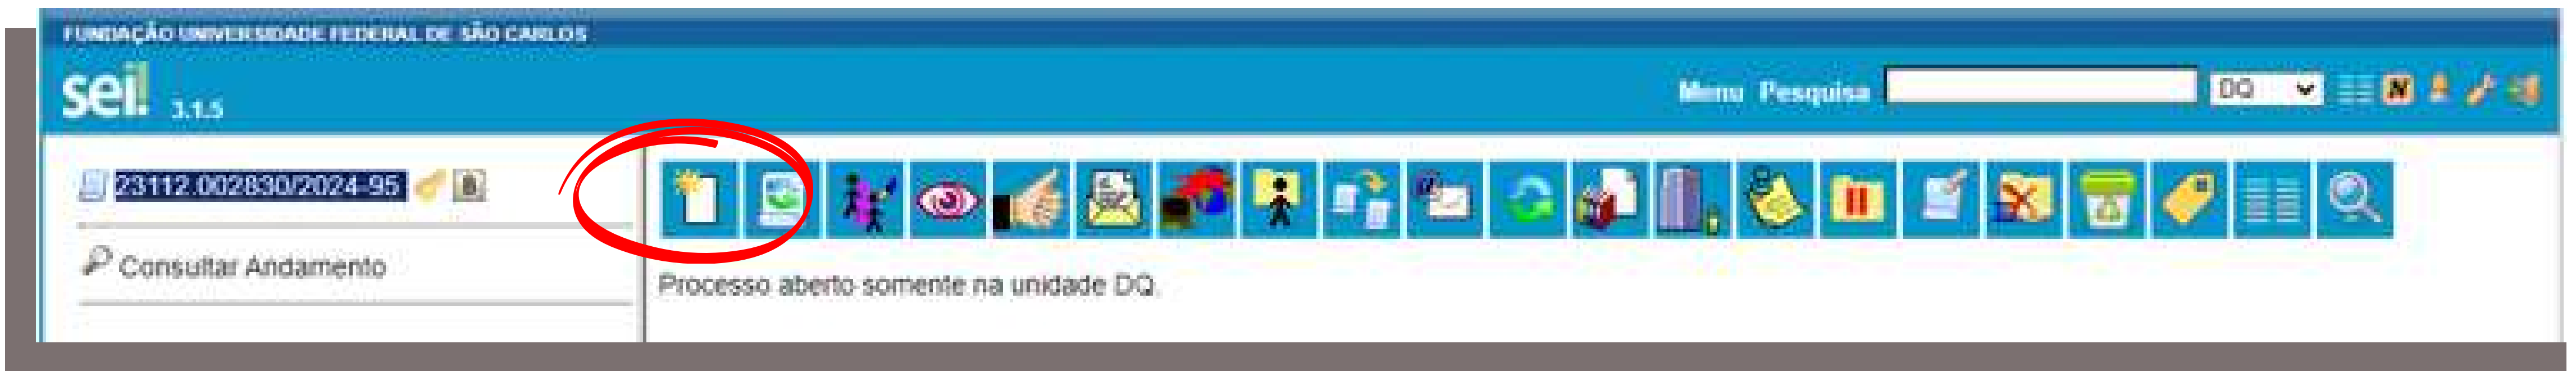 FUNDAÇÃO UNIVERSIDADE FEDERAL DE SÃO CARLOS
sei! 3.1.5
Menu Pesquisa DQ N
23112.002830/2024-95
Consultar Andamento
Processo aberto somente na unidade DQ.